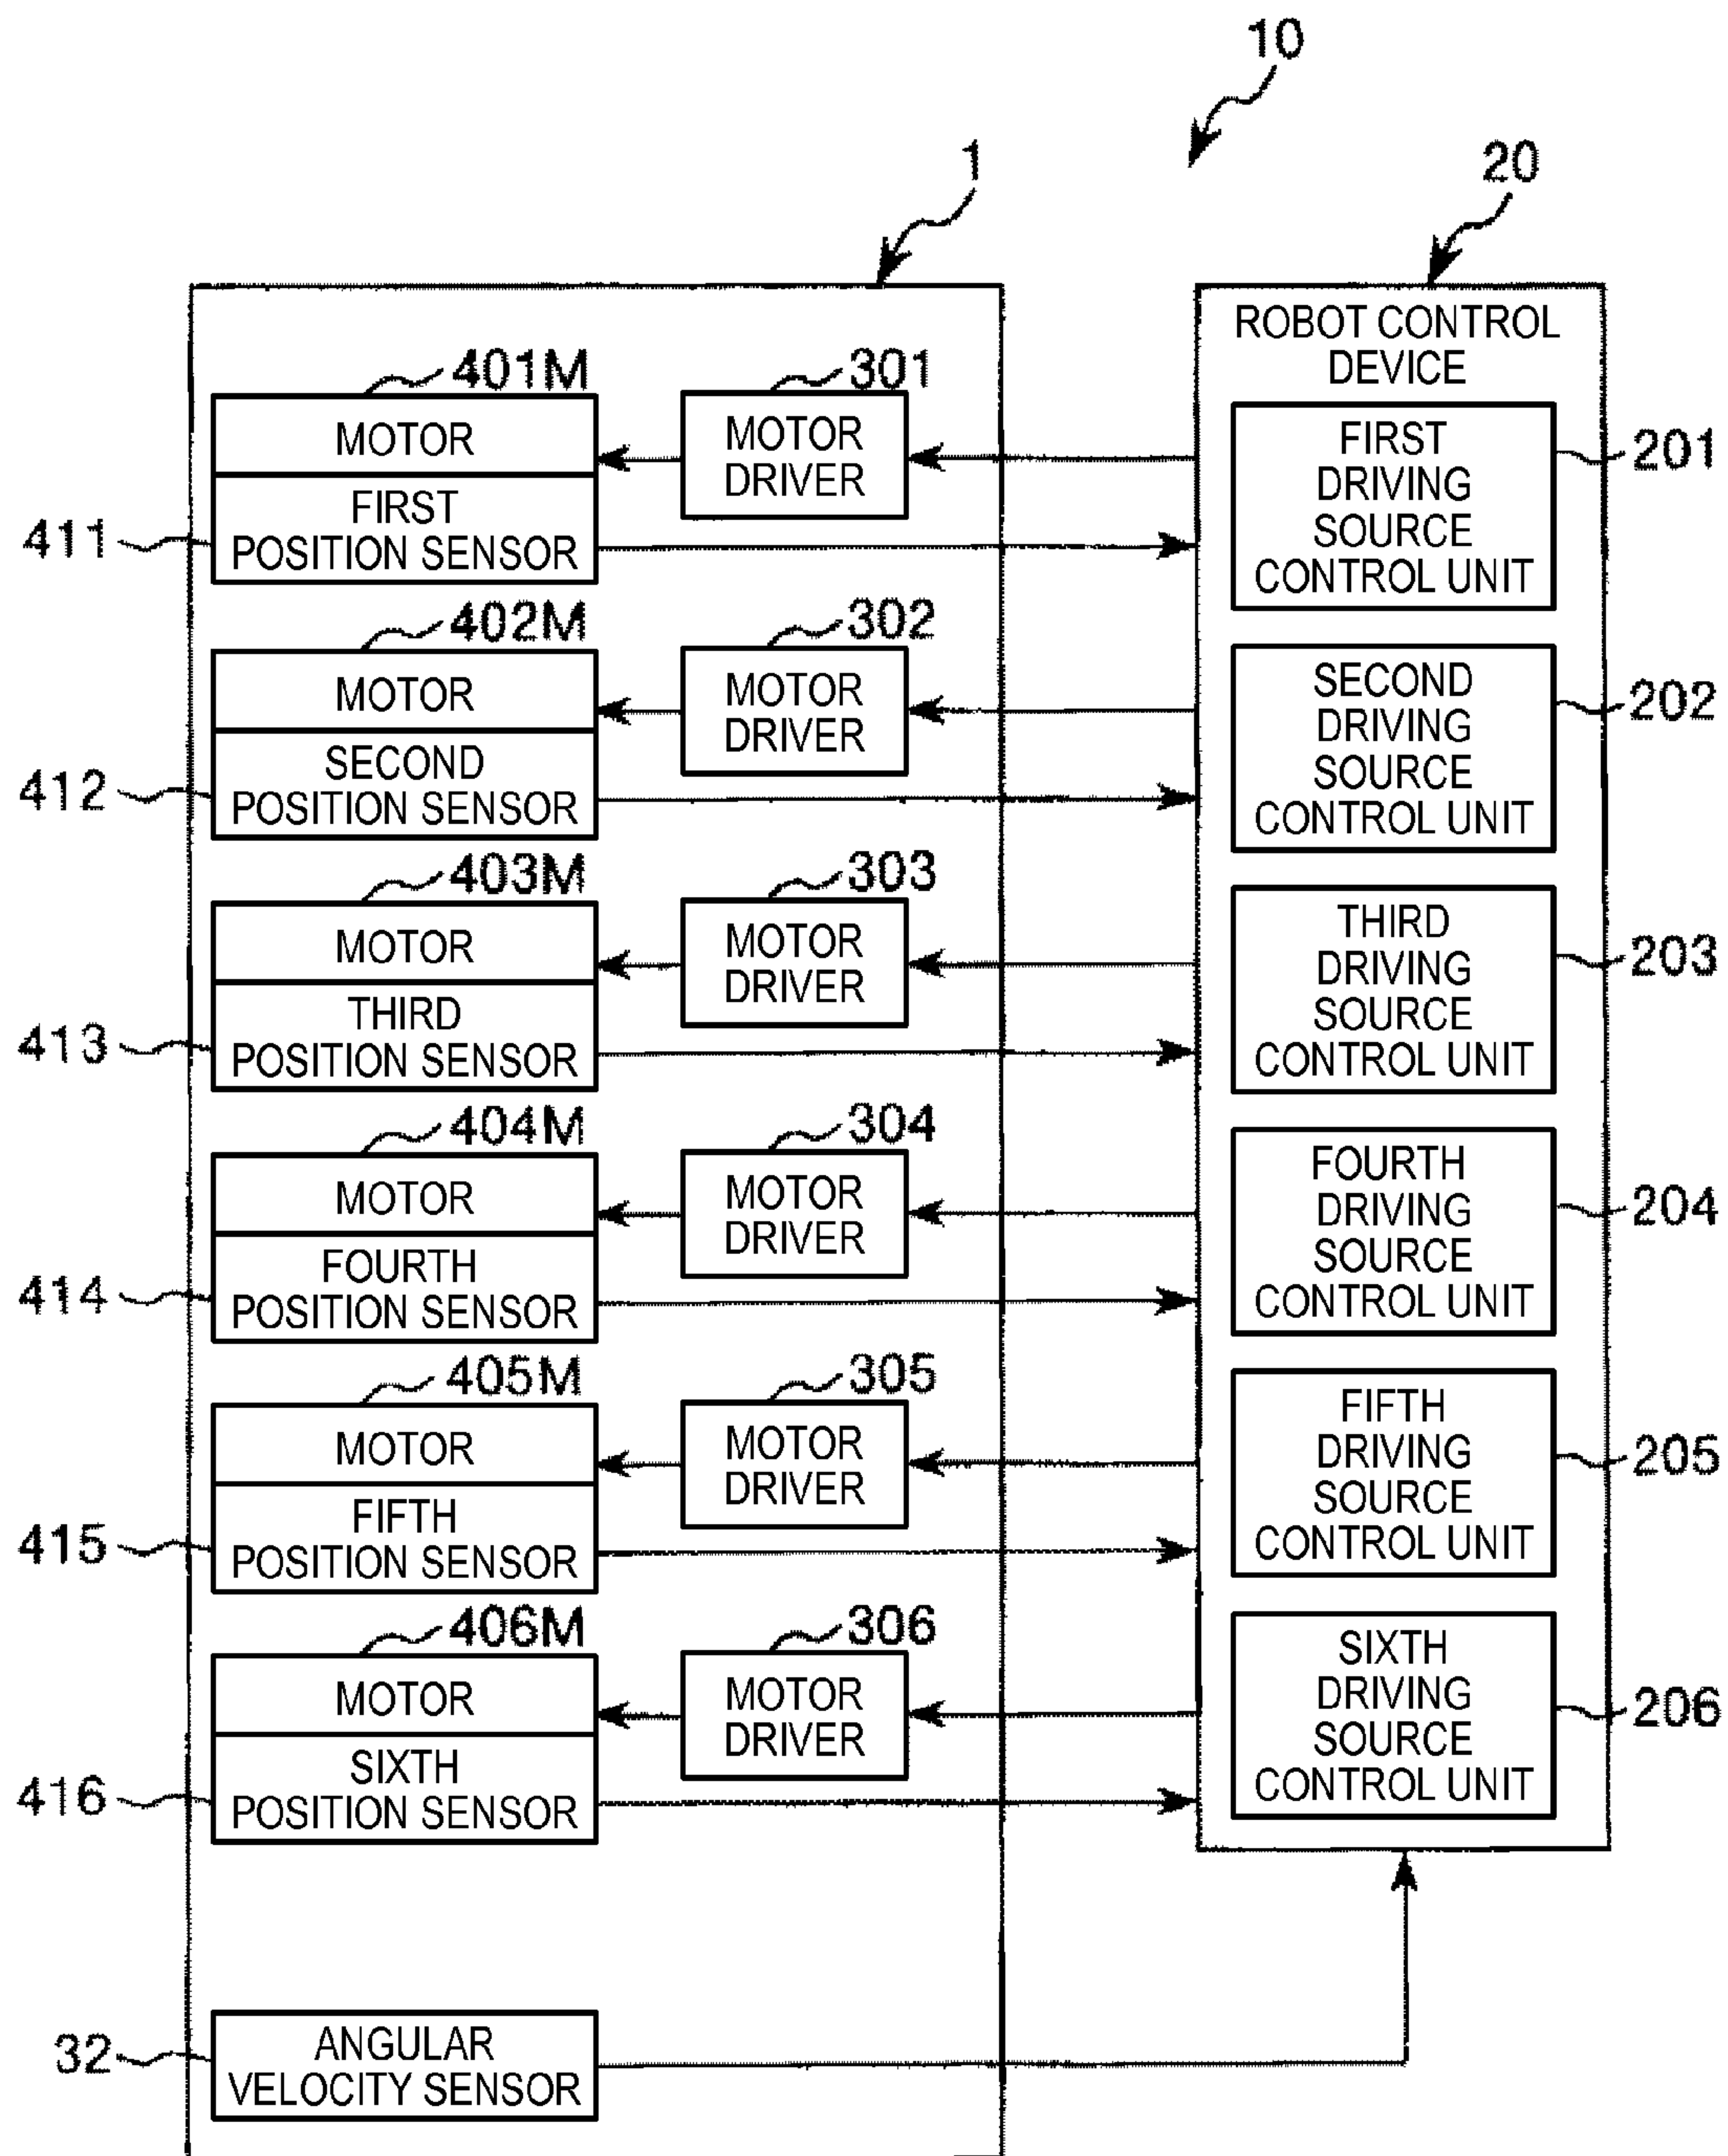 10
1
20
ROBOT CONTROL
DEVICE
401M
301
MOTOR
MOTOR
DRIVER
FIRST
DRIVING
SOURCE
CONTROL UNIT
201
411
FIRST
POSITION SENSOR
402M
302
MOTOR
MOTOR
DRIVER
SECOND
DRIVING
SOURCE
CONTROL UNIT
202
412
SECOND
POSITION SENSOR
403M
303
MOTOR
MOTOR
DRIVER
THIRD
DRIVING
SOURCE
CONTROL UNIT
203
413
THIRD
POSITION SENSOR
404M
304
MOTOR
MOTOR
DRIVER
FOURTH
DRIVING
SOURCE
CONTROL UNIT
204
414
FOURTH
POSITION SENSOR
405M
305
MOTOR
MOTOR
DRIVER
FIFTH
DRIVING
SOURCE
CONTROL UNIT
205
415
FIFTH
POSITION SENSOR
406M
306
MOTOR
MOTOR
DRIVER
SIXTH
DRIVING
SOURCE
CONTROL UNIT
206
416
SIXTH
POSITION SENSOR
32
ANGULAR
VELOCITY SENSOR